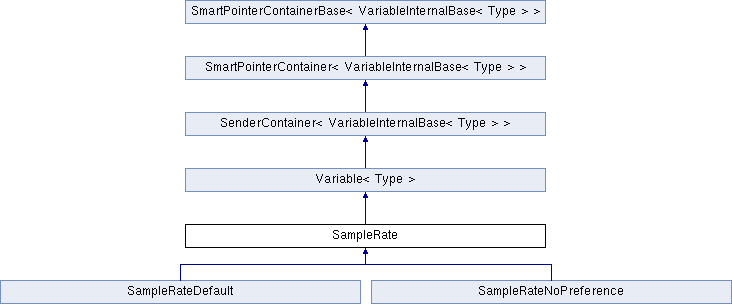 SmartPointerContainerBase< VariableInternalBase< Type > >
SmartPointerContainer< VariableInternalBase< Type > >
SenderContainer< VariableInternalBase< Type > >
Variable< Type >
SampleRate
SampleRateDefault
SampleRateNoPreference